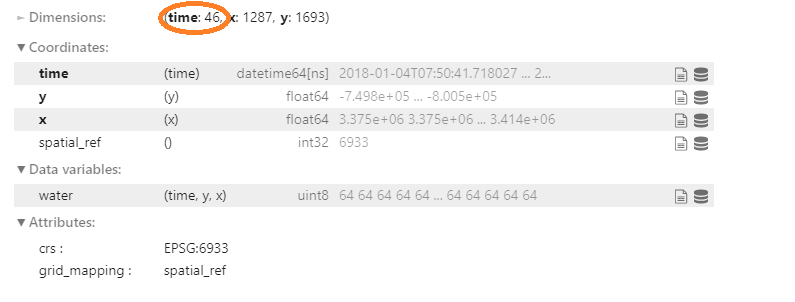 ► Dimensions: (time: 46, x: 1287, y: 1693)
▼ Coordinates:
time (time) datetime64[ns] 2018-01-04T07:50:41.718027 ... 2...
y (y) float64 -7.498e+05 ... -8.005e+05
x (x) float64 3.375e+06 3.375e+06 ... 3.414e+06
spatial_ref () int32 6933
▼ Data variables:
water (time, y, x) uint8 64 64 64 64 64 ... 64 64 64 64 64
▼ Attributes:
crs : EPSG:6933
grid_mapping : spatial_ref